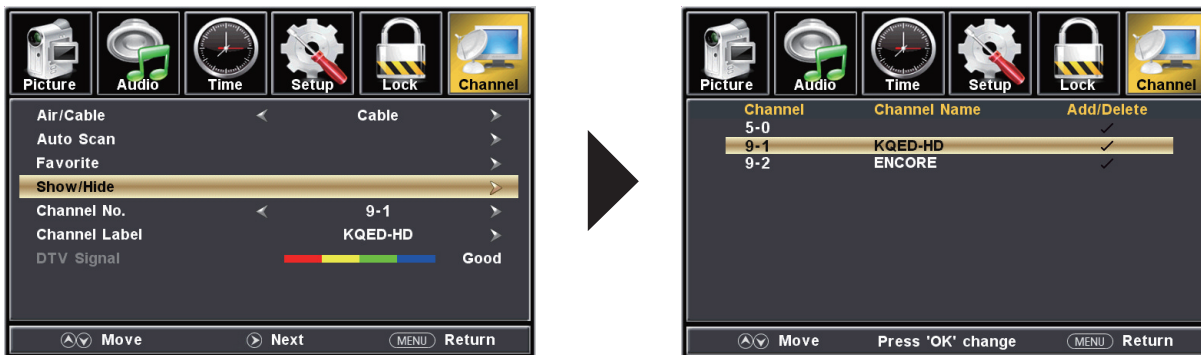 Picture Audio Time Setup Lock Channel
Air/Cable Cable
Auto Scan
Favorite
Show/Hide
Channel No. 9-1
Channel Label KQED-HD
DTV Signal Good
Move Next MENU Return
Picture Audio Time Setup Lock Channel
Channel Channel Name Add/Delete
5-0 ✓
9-1 KQED-HD ✓
9-2 ENCORE ✓
Move Press 'OK' change MENU Return